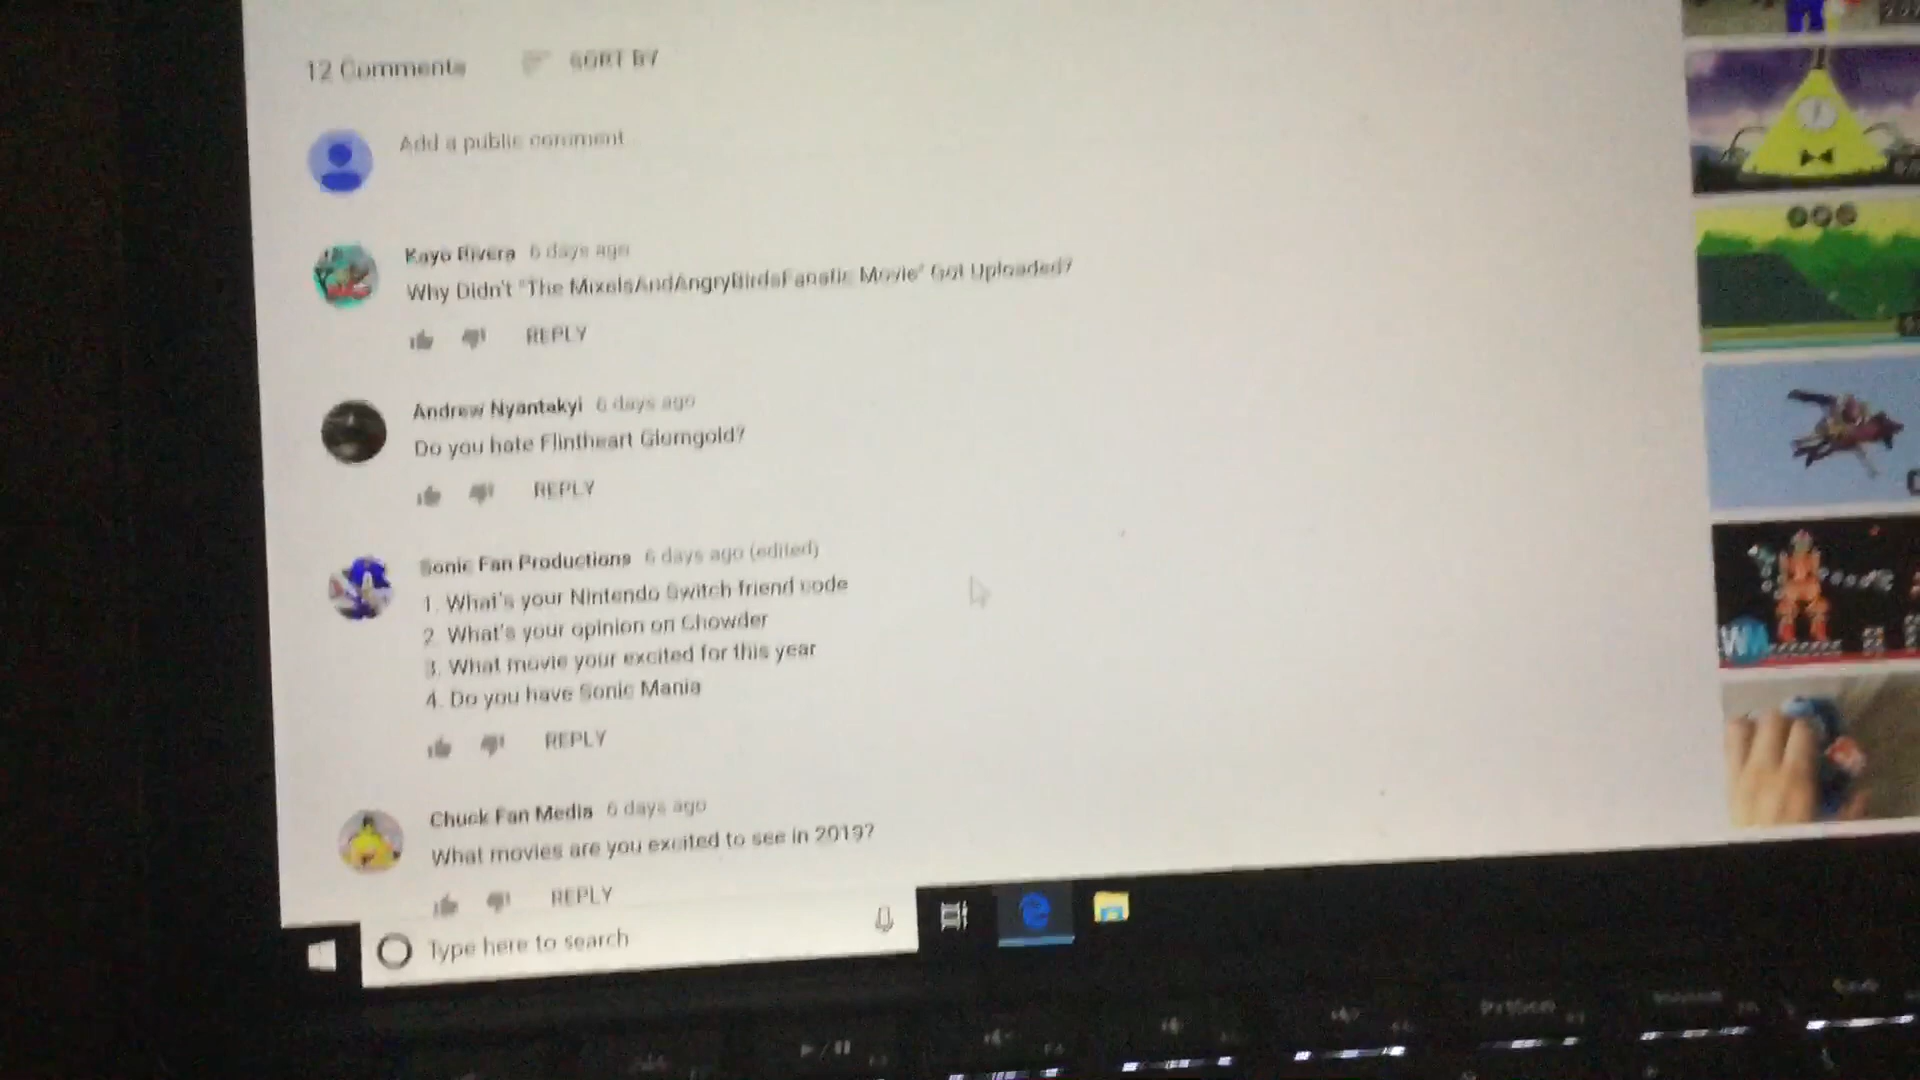 12 Comments SORT BY
Add a public comment
Kayo Rivera 6 days ago
Why Didn't "The MixelsAndAngryBirdsFanatic Movie" Got Uploaded?
REPLY
Andrew Nyantakyi 6 days ago
Do you hate Flintheart Glomgold?
REPLY
Sonic Fan Productions 6 days ago (edited)
1. What's your Nintendo Switch friend code
2. What's your opinion on Chowder
3. What movie your excited for this year
4. Do you have Sonic Mania
REPLY
Chuck Fan Media 6 days ago
What movies are you excited to see in 2019?
REPLY
Type here to search
PrtScn